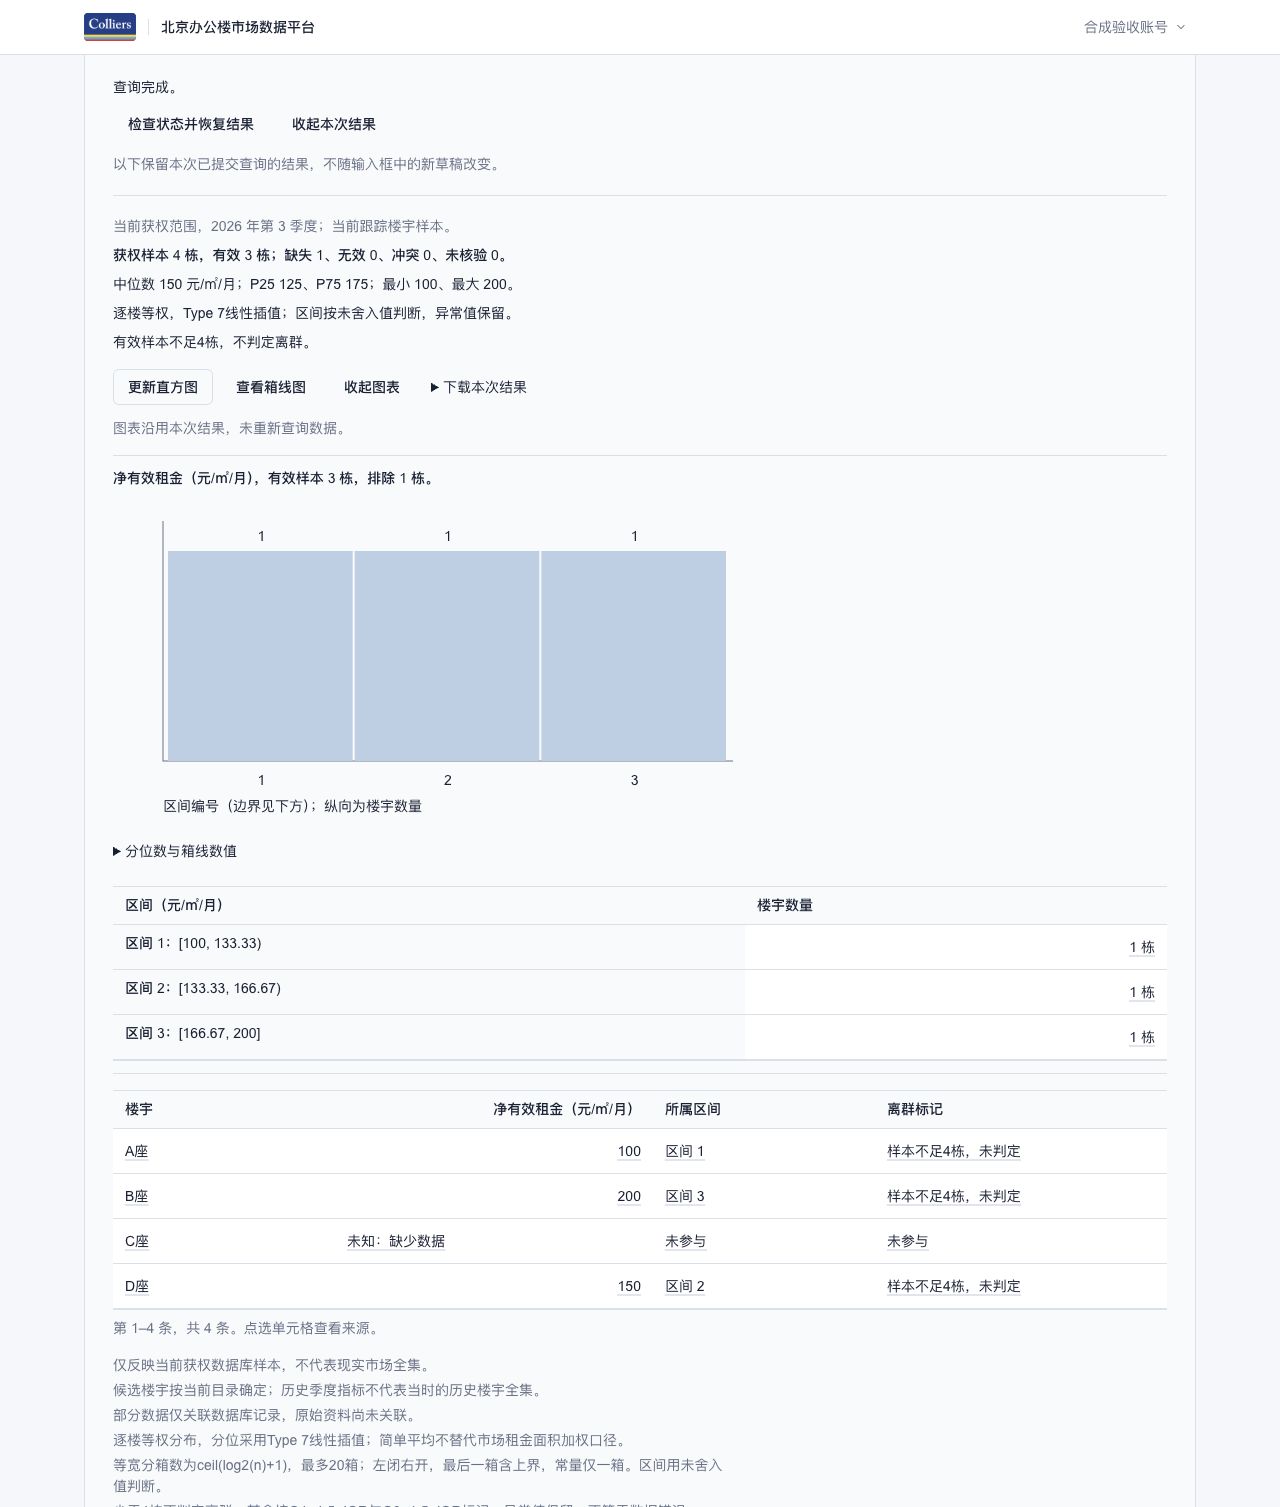 Colliers 北京办公楼市场数据平台 合成验收账号
查询完成。
检查状态并恢复结果 收起本次结果
以下保留本次已提交查询的结果，不随输入框中的新草稿改变。
当前获权范围，2026 年第 3 季度；当前跟踪楼宇样本。
获权样本 4 栋，有效 3 栋；缺失 1、无效 0、冲突 0、未核验 0。
中位数 150 元/㎡/月；P25 125、P75 175；最小 100、最大 200。
逐楼等权，Type 7线性插值；区间按未舍入值判断，异常值保留。
有效样本不足4栋，不判定离群。
更新直方图 查看箱线图 收起图表 ▶ 下载本次结果
图表沿用本次结果，未重新查询数据。
净有效租金（元/㎡/月），有效样本 3 栋，排除 1 栋。
1 1 1
1 2 3
区间编号（边界见下方）；纵向为楼宇数量
▶ 分位数与箱线数值
区间（元/㎡/月） 楼宇数量
区间 1：[100, 133.33) 1 栋
区间 2：[133.33, 166.67) 1 栋
区间 3：[166.67, 200] 1 栋
楼宇 净有效租金（元/㎡/月） 所属区间 离群标记
A座 100 区间 1 样本不足4栋，未判定
B座 200 区间 3 样本不足4栋，未判定
C座 未知：缺少数据 未参与 未参与
D座 150 区间 2 样本不足4栋，未判定
第 1–4 条，共 4 条。点选单元格查看来源。
仅反映当前获权数据库样本，不代表现实市场全集。
候选楼宇按当前目录确定；历史季度指标不代表当时的历史楼宇全集。
部分数据仅关联数据库记录，原始资料尚未关联。
逐楼等权分布，分位采用Type 7线性插值；简单平均不替代市场租金面积加权口径。
等宽分箱数为ceil(log2(n)+1)，最多20箱；左闭右开，最后一箱含上界，常量仅一箱。区间用未舍入
值判断。